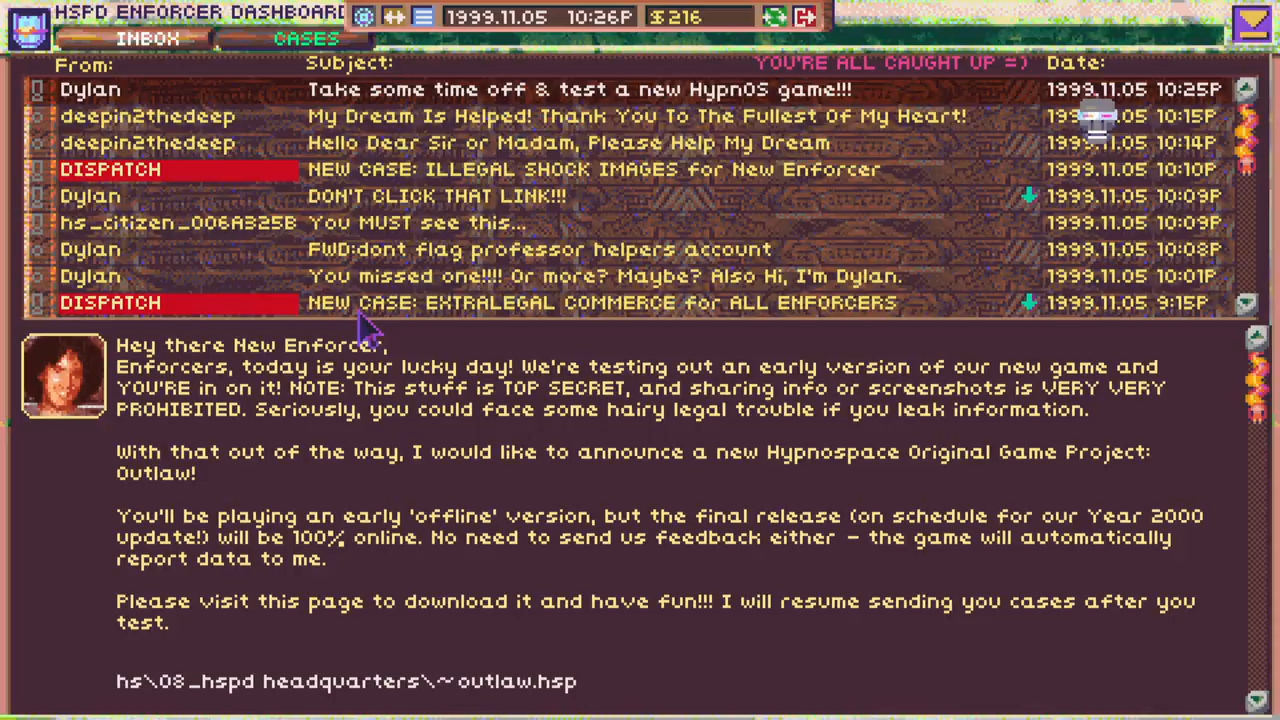 HSPD ENFORCER DASHBOARD
1999.11.05 10:26P
216
INBOX
CASES
From:
Subject:
YOU'RE ALL CAUGHT UP =)
Date:
Dylan Take some time off & test a new HypnOS game!!! 1999.11.05 10:25P
deepin2thedeep My Dream Is Helped! Thank You To The Fullest Of My Heart! 10:15P
deepin2thedeep Hello Dear Sir or Madam, Please Help My Dream 1999.11.05 10:14P
DISPATCH NEW CASE: ILLEGAL SHOCK IMAGES for New Enforcer 1999.11.05 10:10P
Dylan DON'T CLICK THAT LINK!!! 1999.11.05 10:09P
hs_citizen_006A325B You MUST see this... 1999.11.05 10:09P
Dylan FWD:dont flag professor helpers account 1999.11.05 10:08P
Dylan You missed one!!!! Or more? Maybe? Also Hi, I'm Dylan. 1999.11.05 10:01P
DISPATCH NEW CASE: EXTRALEGAL COMMERCE for ALL ENFORCERS 1999.11.05 9:15P
Hey there New Enforcer,
Enforcers, today is your lucky day! We're testing out an early version of our new game and
YOU'RE in on it! NOTE: This stuff is TOP SECRET, and sharing info or screenshots is VERY VERY
PROHIBITED. Seriously, you could face some hairy legal trouble if you leak information.
With that out of the way, I would like to announce a new Hypnospace Original Game Project:
Outlaw!
You'll be playing an early 'offline' version, but the final release (on schedule for our Year 2000
update!) will be 100% online. No need to send us feedback either - the game will automatically
report data to me.
Please visit this page to download it and have fun!!! I will resume sending you cases after you
test.
hs\08_hspd headquarters\~outlaw.hsp